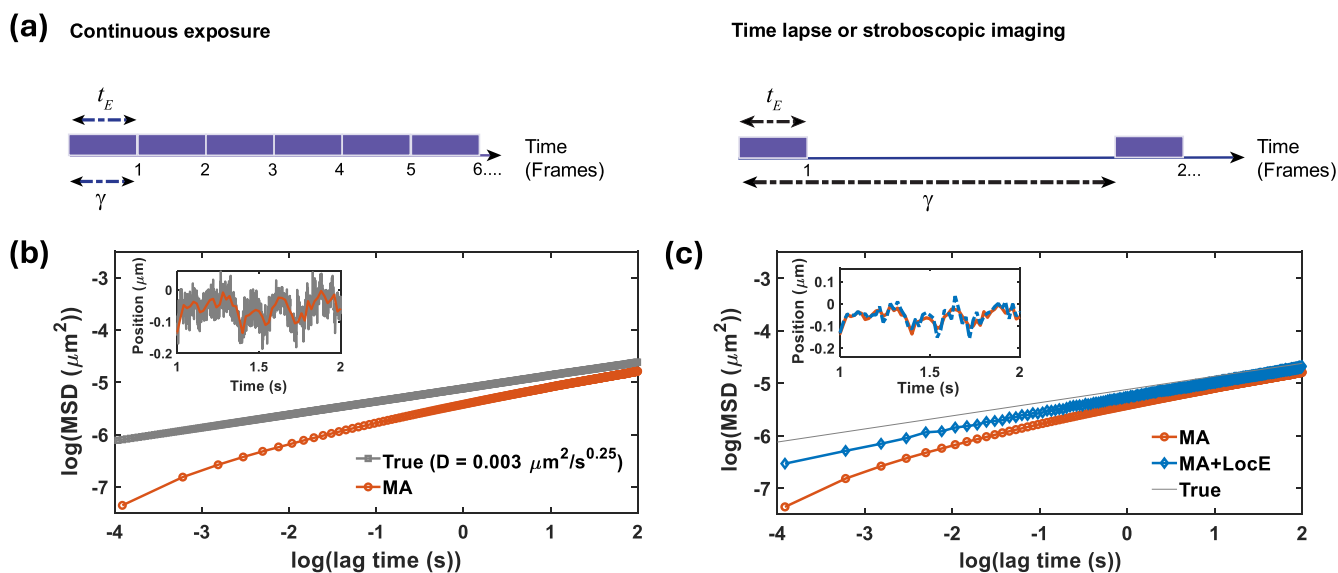 (a) Continuous exposure
Time lapse or stroboscopic imaging
t_E
t_E
Time
(Frames)
1 2 3 4 5 6....
γ
Time
(Frames)
1 2...
γ
(b)
-3
-4
-5
-6
-7
log(MSD (μm²))
-4 -3 -2 -1 0 1 2
log(lag time (s))
Position (μm)
0
-0.1
-0.2
1 1.5 2
Time (s)
True (D = 0.003 μm²/s^0.25)
MA
(c)
-3
-4
-5
-6
-7
log(MSD (μm²))
-4 -3 -2 -1 0 1 2
log(lag time (s))
Position (μm)
0.1
0
-0.1
-0.2
1 1.5 2
Time (s)
MA
MA+LocE
True